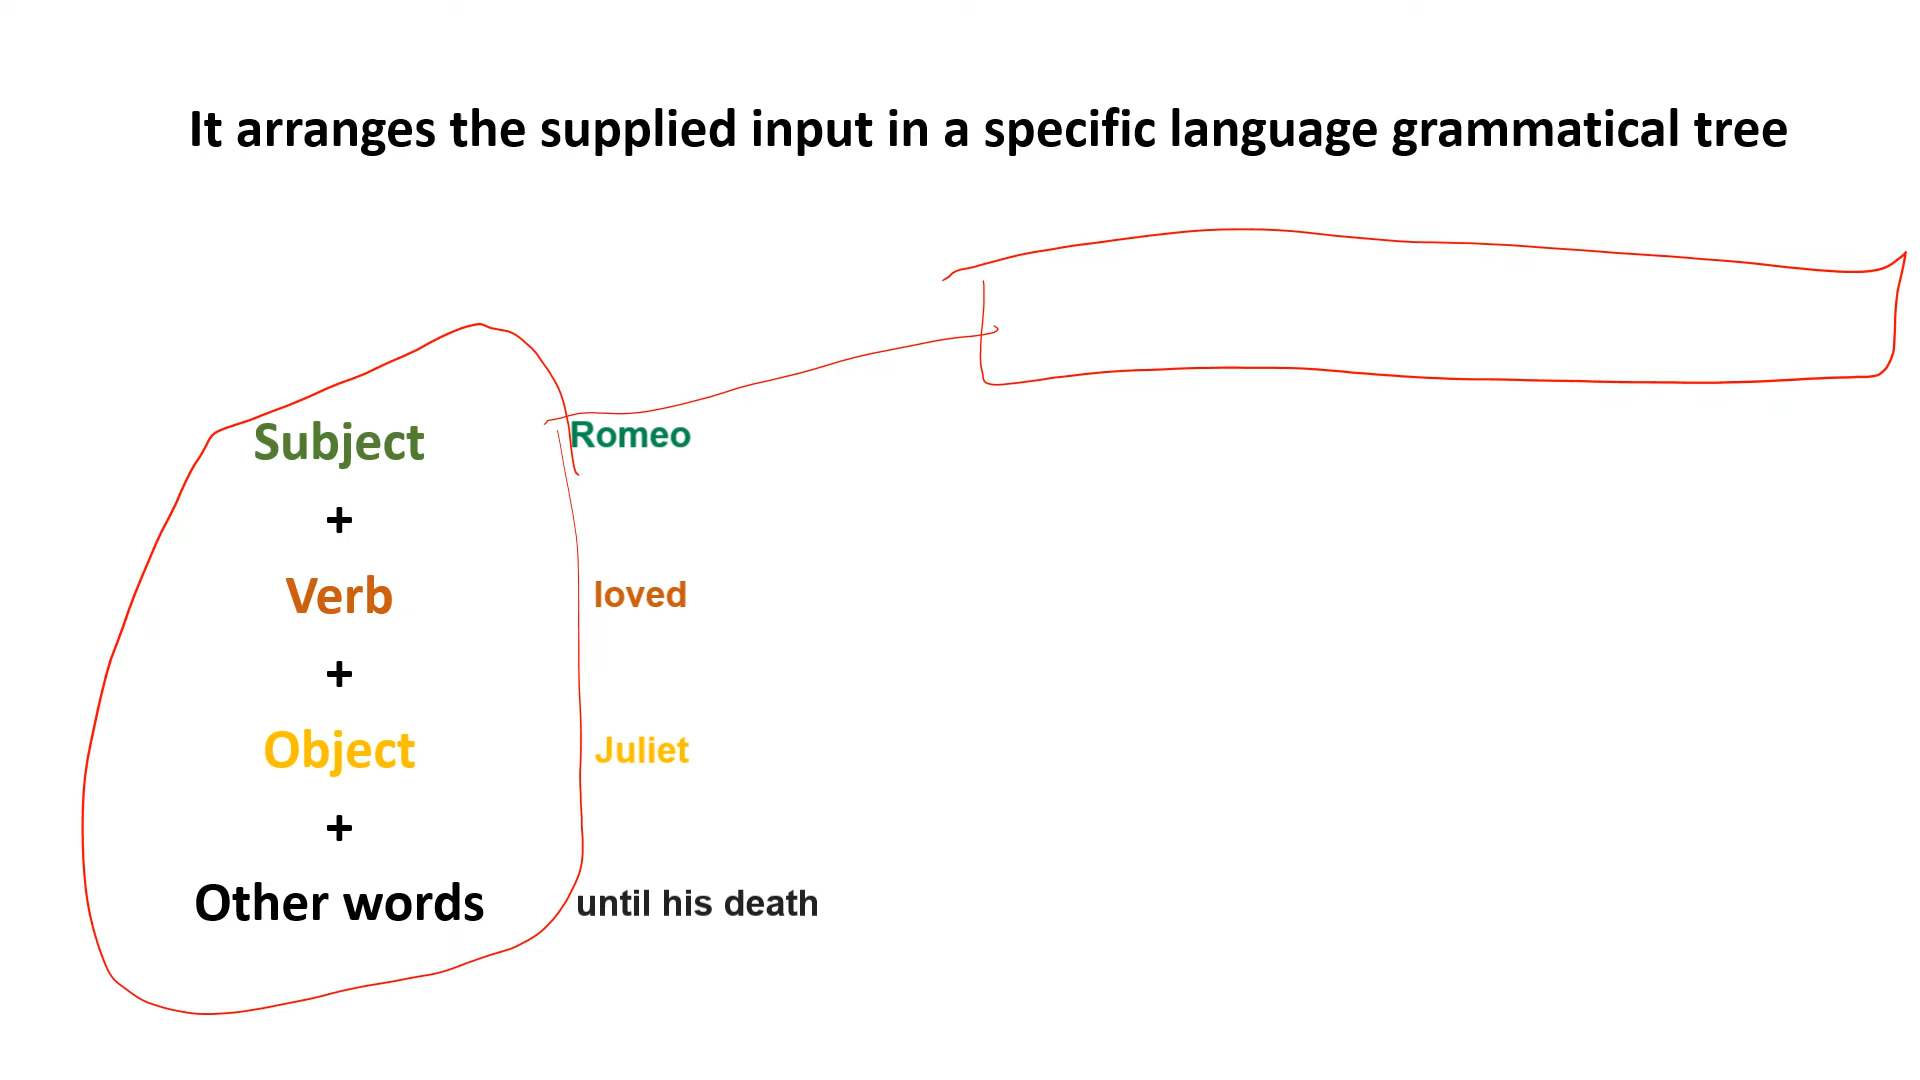 It arranges the supplied input in a specific language grammatical tree
Subject Romeo
+
Verb loved
+
Object Juliet
+
Other words until his death